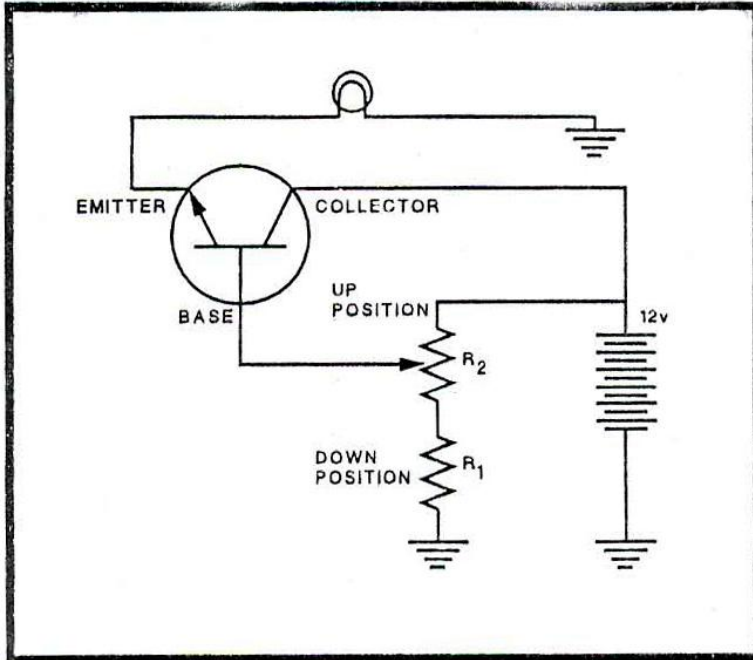 EMITTER
COLLECTOR
BASE
UP
POSITION
12v
R2
DOWN
POSITION
R1